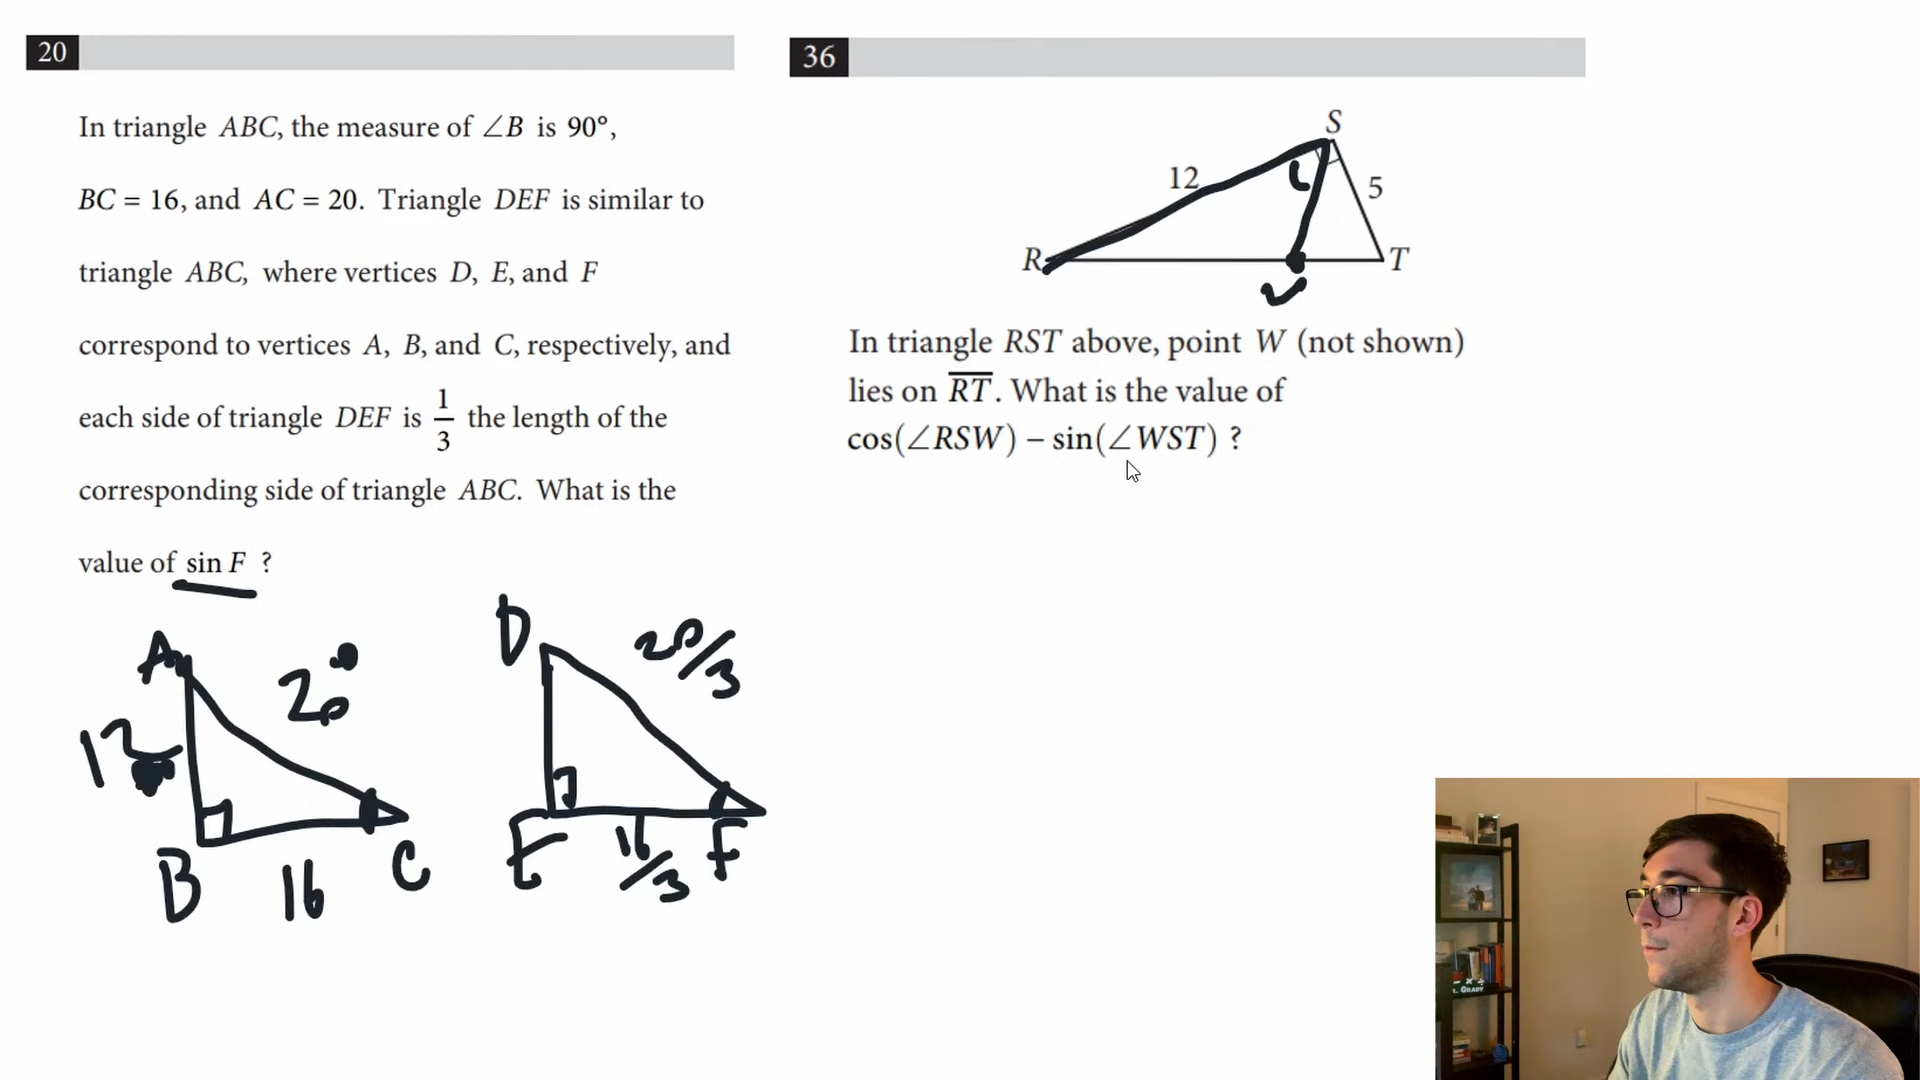 20
In triangle ABC, the measure of ∠B is 90°,
BC = 16, and AC = 20. Triangle DEF is similar to
triangle ABC, where vertices D, E, and F
correspond to vertices A, B, and C, respectively, and
each side of triangle DEF is 1/3 the length of the
corresponding side of triangle ABC. What is the
value of sin F ?
A
20
12
B
16
C
D
20/3
E
16/3
F
36
S
12
5
R
T
W
In triangle RST above, point W (not shown)
lies on RT. What is the value of
cos(∠RSW) – sin(∠WST) ?
GRADY